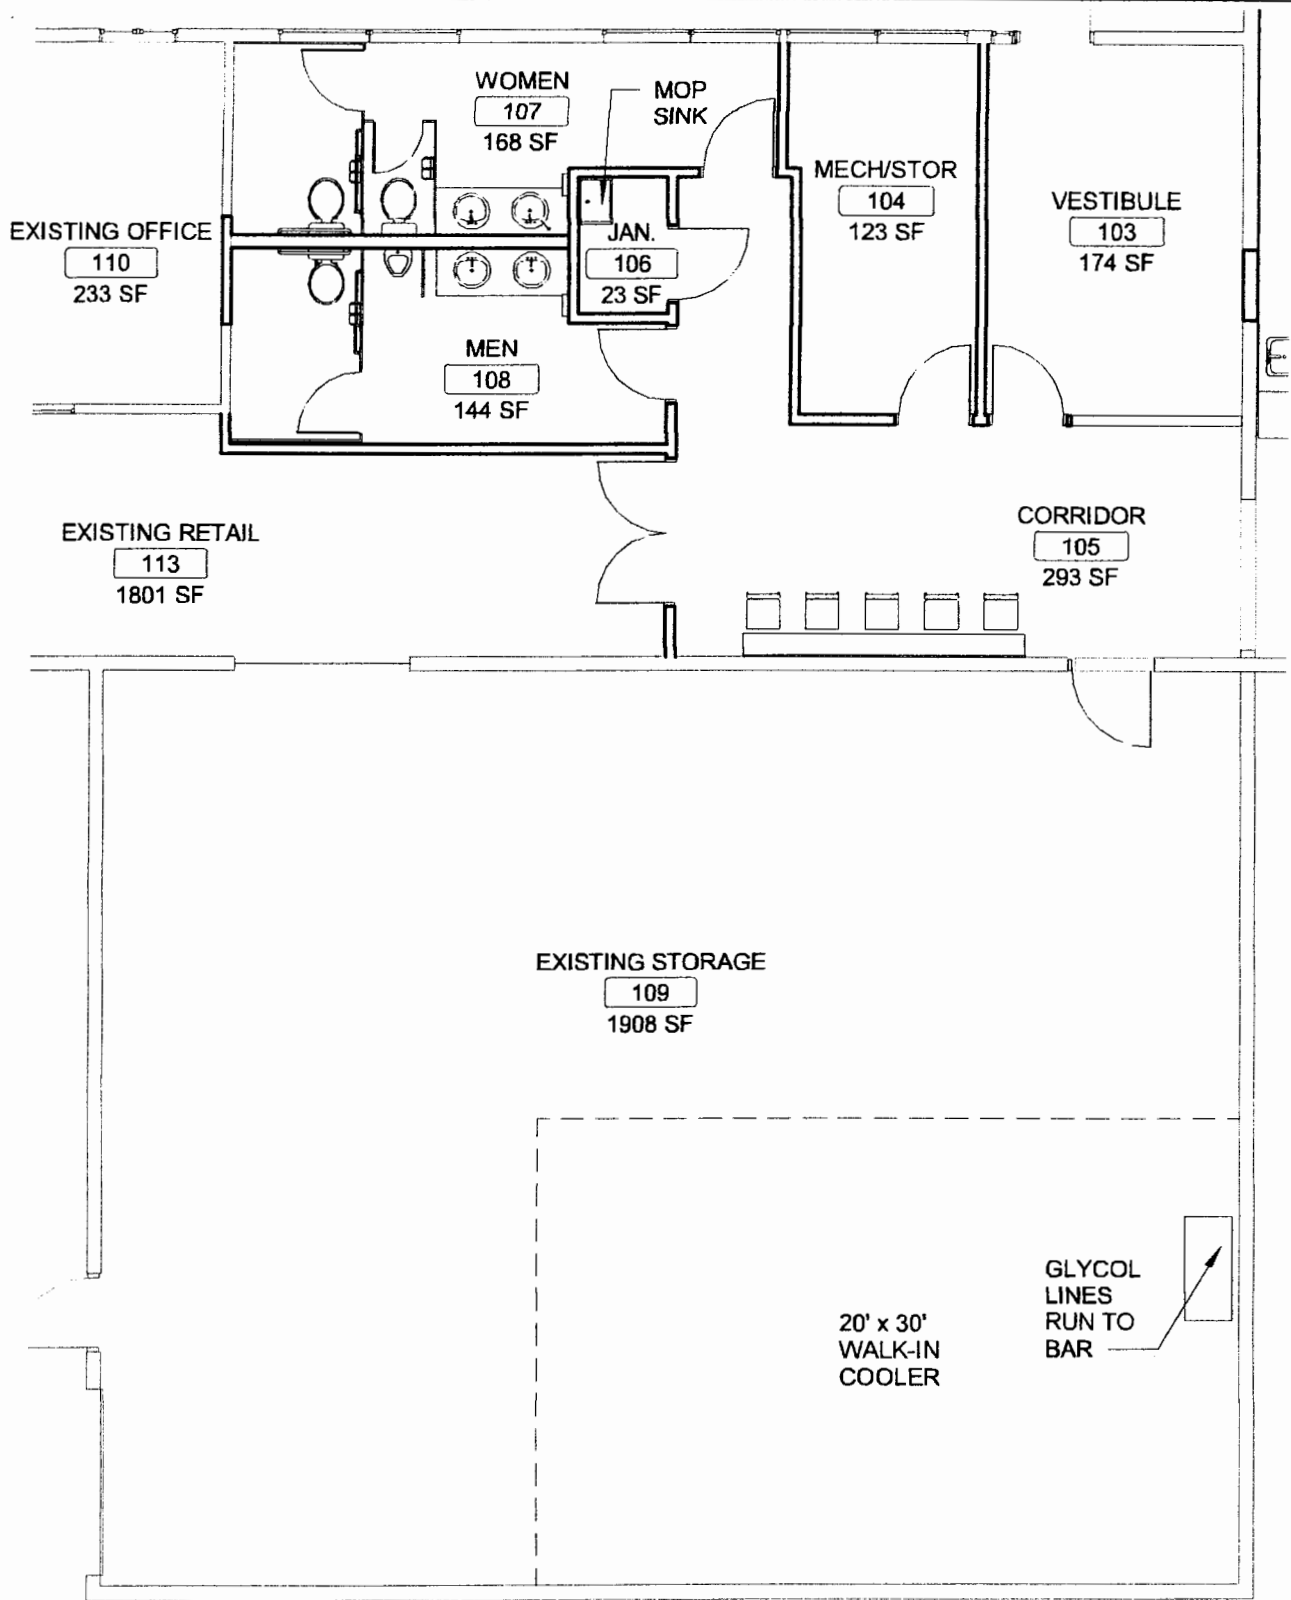 WOMEN
107
168 SF
MOP
SINK
MECH/STOR
104
123 SF
VESTIBULE
103
174 SF
EXISTING OFFICE
110
233 SF
JAN.
106
23 SF
MEN
108
144 SF
EXISTING RETAIL
113
1801 SF
CORRIDOR
105
293 SF
EXISTING STORAGE
109
1908 SF
20' x 30'
WALK-IN
COOLER
GLYCOL
LINES
RUN TO
BAR